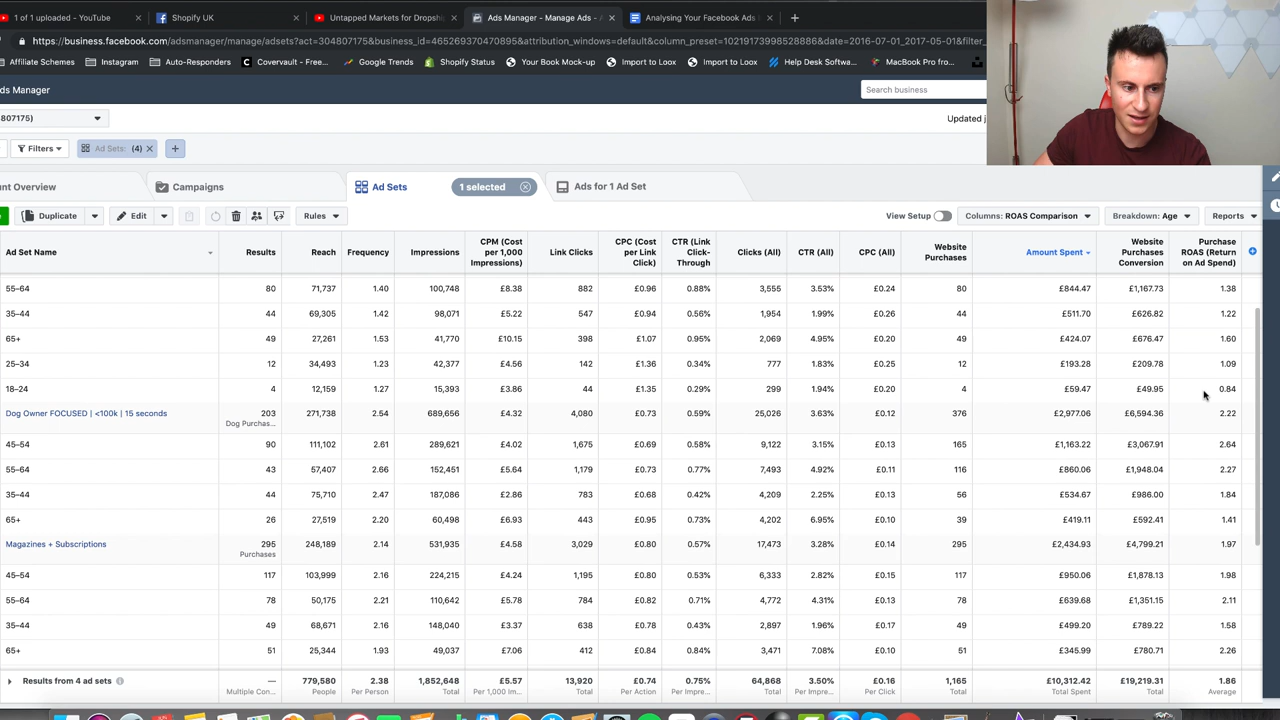 1 of 1 uploaded - YouTube
Shopify UK
Untapped Markets for Dropsh
Ads Manager - Manage Ads -
Analysing Your Facebook Ads
https://business.facebook.com/adsmanager/manage/adsets?act=304807175&business_id=465269370470895&attribution_windows=default&column_preset=10219173998528886&date=2016-07-01_2017-05-01&filter_
Affiliate Schemes Instagram Auto-Responders Covervault - Creat... Google Trends Shopify Status Your Book Mock-up Import to Loox Import to Loox Help Desk Softwa... MacBook Pro from...
Ads Manager
Search business
807175)
Updated j
Filters
Ad Sets: (4)
nt Overview
Campaigns
Ad Sets
1 selected
Ads for 1 Ad Set
Duplicate
Edit
Rules
View Setup
Columns: ROAS Comparison
Breakdown: Age
Reports
Ad Set Name Results Reach Frequency Impressions CPM (Cost per 1,000 Impressions) Link Clicks CPC (Cost per Link Click) CTR (Link Click-Through Clicks (All) CTR (All) CPC (All) Website Purchases Amount Spent Website Purchases Conversion Purchase ROAS (Return on Ad Spend)
55–64 80 71,737 1.40 100,748 £8.38 882 £0.96 0.88% 3,555 3.53% £0.24 80 £844.47 £1,167.73 1.38
35–44 44 69,305 1.42 98,071 £5.22 547 £0.94 0.56% 1,954 1.99% £0.26 44 £511.70 £626.82 1.22
65+ 49 27,261 1.53 41,770 £10.15 398 £1.07 0.95% 2,069 4.95% £0.20 49 £424.07 £676.47 1.60
25–34 12 34,493 1.23 42,377 £4.56 142 £1.36 0.34% 777 1.83% £0.25 12 £193.28 £209.78 1.09
18–24 4 12,159 1.27 15,393 £3.86 44 £1.35 0.29% 299 1.94% £0.20 4 £59.47 £49.95 0.84
Dog Owner FOCUSED | <100k | 15 seconds 203 271,738 2.54 689,656 £4.32 4,080 £0.73 0.59% 25,026 3.63% £0.12 376 £2,977.06 £6,594.36 2.22
Dog Purchas...
45–54 90 111,102 2.61 289,621 £4.02 1,675 £0.69 0.58% 9,122 3.15% £0.13 165 £1,163.22 £3,067.91 2.64
55–64 43 57,407 2.66 152,451 £5.64 1,179 £0.73 0.77% 7,493 4.92% £0.11 116 £860.06 £1,948.04 2.27
35–44 44 75,710 2.47 187,086 £2.86 783 £0.68 0.42% 4,209 2.25% £0.13 56 £534.67 £986.00 1.84
65+ 26 27,519 2.20 60,498 £6.93 443 £0.95 0.73% 4,202 6.95% £0.10 39 £419.11 £592.41 1.41
Magazines + Subscriptions 295 248,189 2.14 531,935 £4.58 3,029 £0.80 0.57% 17,473 3.28% £0.14 295 £2,434.93 £4,799.21 1.97
Purchases
45–54 117 103,999 2.16 224,215 £4.24 1,195 £0.80 0.53% 6,333 2.82% £0.15 117 £950.06 £1,878.13 1.98
55–64 78 50,175 2.21 110,642 £5.78 784 £0.82 0.71% 4,772 4.31% £0.13 78 £639.68 £1,351.15 2.11
35–44 49 68,671 2.16 148,040 £3.37 638 £0.78 0.43% 2,897 1.96% £0.17 49 £499.20 £789.22 1.58
65+ 51 25,344 1.93 49,037 £7.06 412 £0.84 0.84% 3,471 7.08% £0.10 51 £345.99 £780.71 2.26
Results from 4 ad sets — 779,580 2.38 1,852,648 £5.57 13,920 £0.74 0.75% 64,868 3.50% £0.16 1,165 £10,312.42 £19,219.31 1.86
Multiple Con... People Per Person Total Per 1,000 Im... Total Per Action Per Impre... Total Per Impre... Per Click Total Total Spent Total Average